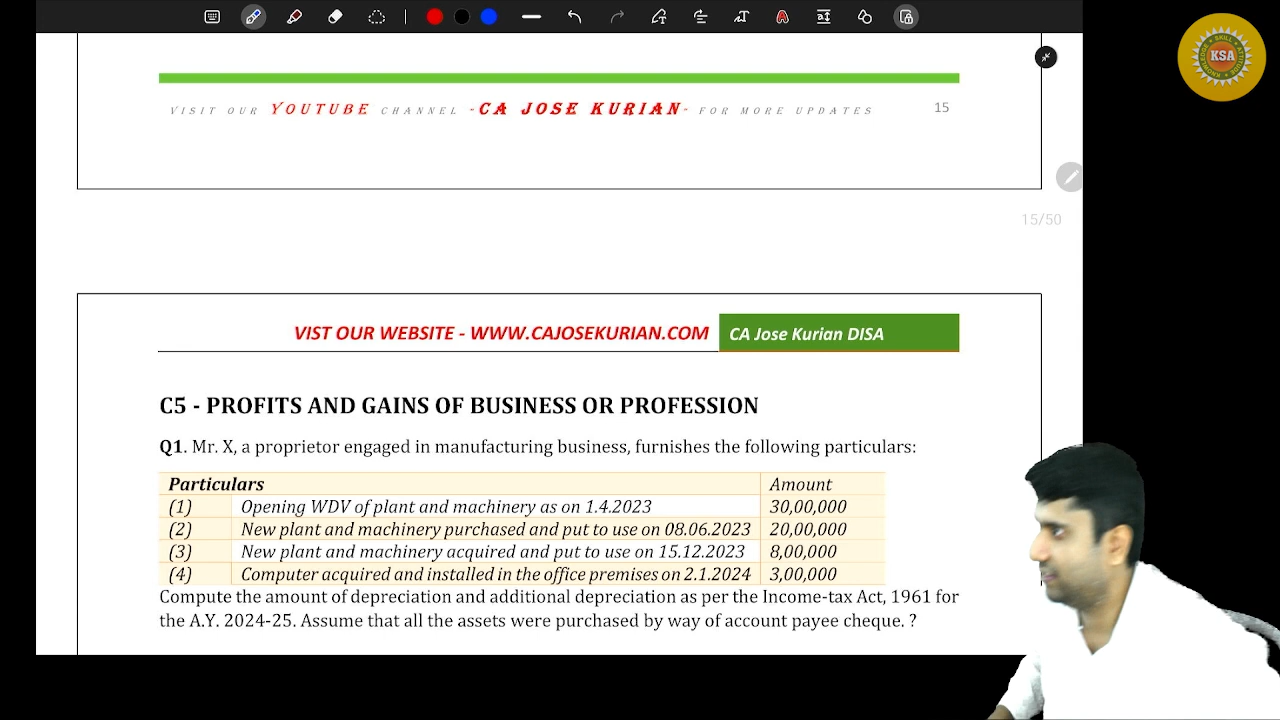 VISIT OUR YOUTUBE CHANNEL -CA JOSE KURIAN- FOR MORE UPDATES 15
KSA
KNOWLEDGE SKILL ATTITUDE
15/50
VIST OUR WEBSITE - WWW.CAJOSEKURIAN.COM CA Jose Kurian DISA
C5 - PROFITS AND GAINS OF BUSINESS OR PROFESSION
Q1. Mr. X, a proprietor engaged in manufacturing business, furnishes the following particulars:
Particulars Amount
(1) Opening WDV of plant and machinery as on 1.4.2023 30,00,000
(2) New plant and machinery purchased and put to use on 08.06.2023 20,00,000
(3) New plant and machinery acquired and put to use on 15.12.2023 8,00,000
(4) Computer acquired and installed in the office premises on 2.1.2024 3,00,000
Compute the amount of depreciation and additional depreciation as per the Income-tax Act, 1961 for
the A.Y. 2024-25. Assume that all the assets were purchased by way of account payee cheque. ?